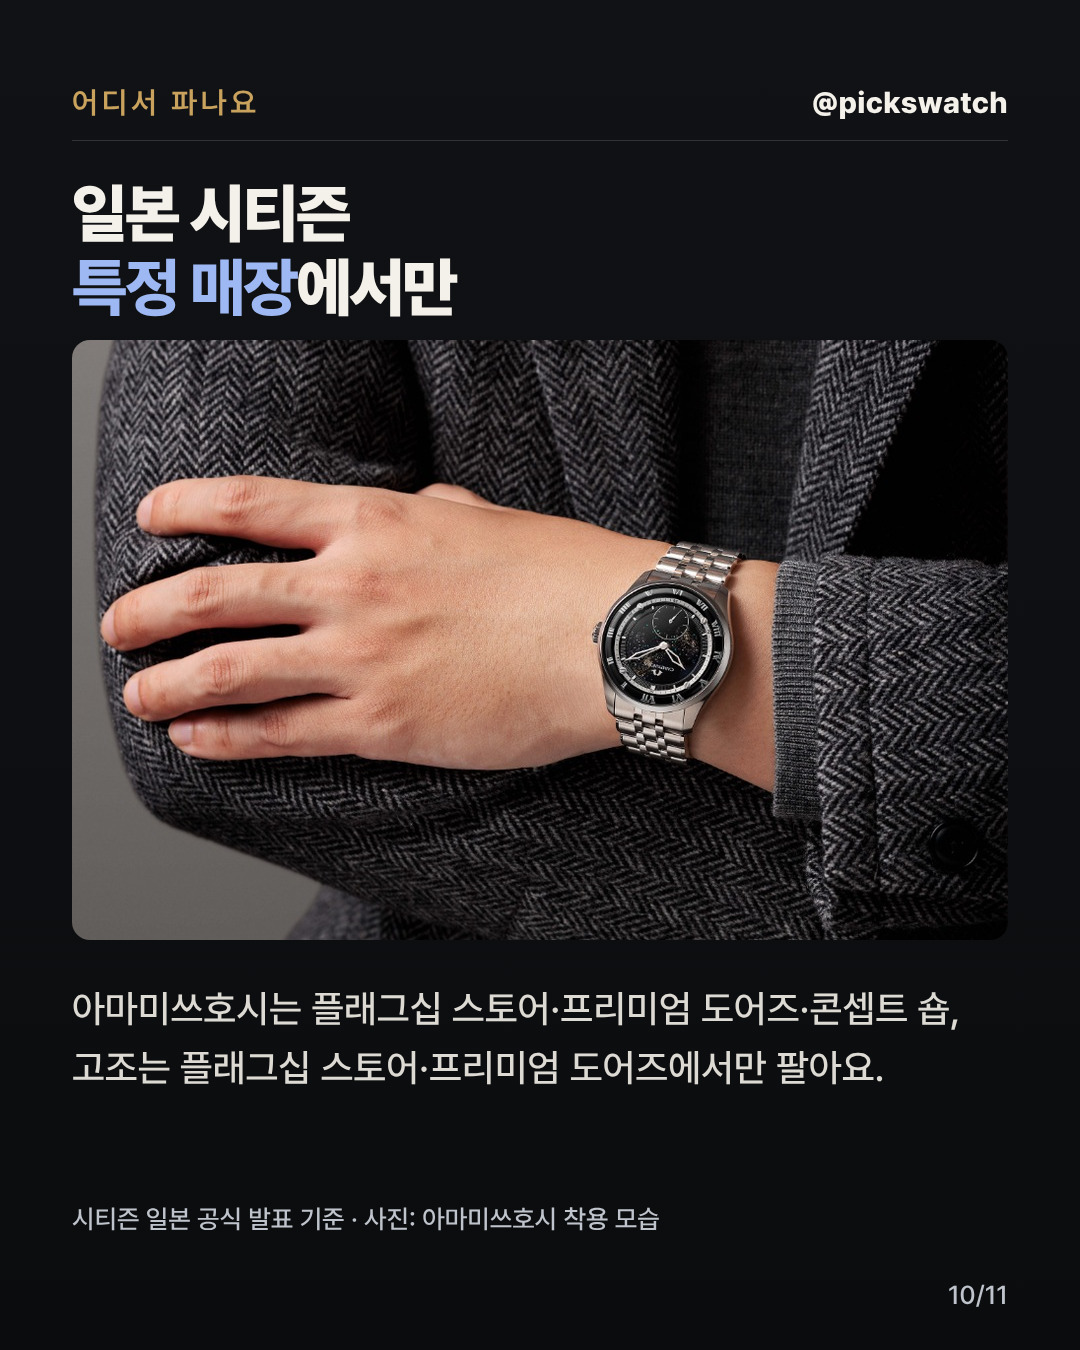 어디서 파나요
@pickswatch
일본 시티즌
특정 매장에서만
아마미쓰호시는 플래그십 스토어·프리미엄 도어즈·콘셉트 숍,
고조는 플래그십 스토어·프리미엄 도어즈에서만 팔아요.
시티즌 일본 공식 발표 기준 · 사진: 아마미쓰호시 착용 모습
10/11